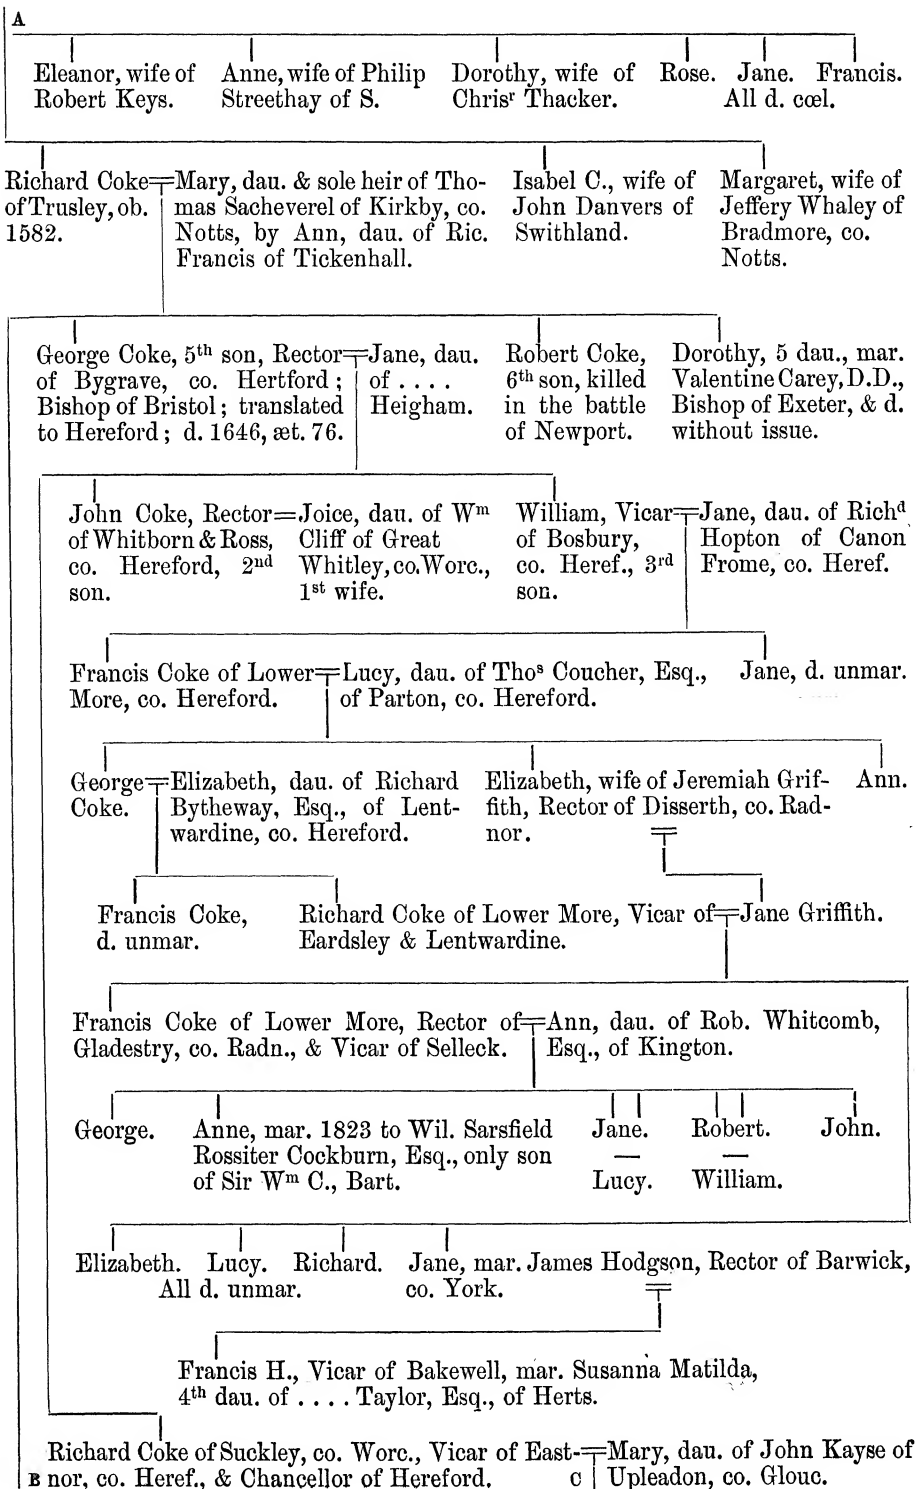 A
Eleanor, wife of Robert Keys.
Anne, wife of Philip Streethay of S.
Dorothy, wife of Chrisʳ Thacker.
Rose. Jane. Francis.
All d. cœl.
Richard Coke
of Trusley, ob.
1582.
Mary, dau. & sole heir of Tho-
mas Sacheverel of Kirkby, co.
Notts, by Ann, dau. of Ric.
Francis of Tickenhall.
Isabel C., wife of
John Danvers of
Swithland.
Margaret, wife of
Jeffery Whaley of
Bradmore, co.
Notts.
George Coke, 5ᵗʰ son, Rector
of Bygrave, co. Hertford;
Bishop of Bristol; translated
to Hereford; d. 1646, æt. 76.
Jane, dau.
of . . . .
Heigham.
Robert Coke,
6ᵗʰ son, killed
in the battle
of Newport.
Dorothy, 5 dau., mar.
Valentine Carey, D.D.,
Bishop of Exeter, & d.
without issue.
John Coke, Rector
of Whitborn & Ross,
co. Hereford, 2ⁿᵈ
son.
=
Joice, dau. of Wᵐ
Cliff of Great
Whitley, co. Worc.,
1ˢᵗ wife.
William, Vicar
of Bosbury,
co. Heref., 3ʳᵈ
son.
Jane, dau. of Richᵈ
Hopton of Canon
Frome, co. Heref.
Francis Coke of Lower
More, co. Hereford.
Lucy, dau. of Thoˢ Coucher, Esq.,
of Parton, co. Hereford.
Jane, d. unmar.
George
Coke.
Elizabeth, dau. of Richard
Bytheway, Esq., of Lent-
wardine, co. Hereford.
Elizabeth, wife of Jeremiah Grif-
fith, Rector of Disserth, co. Rad-
nor.
Ann.
Francis Coke,
d. unmar.
Richard Coke of Lower More, Vicar of
Eardsley & Lentwardine.
Jane Griffith.
Francis Coke of Lower More, Rector of
Gladestry, co. Radn., & Vicar of Selleck.
Ann, dau. of Rob. Whitcomb,
Esq., of Kington.
George.
Anne, mar. 1823 to Wil. Sarsfield
Rossiter Cockburn, Esq., only son
of Sir Wᵐ C., Bart.
Jane.
—
Lucy.
Robert.
—
William.
John.
Elizabeth. Lucy. Richard.
All d. unmar.
Jane, mar. James Hodgson, Rector of Barwick,
co. York.
Francis H., Vicar of Bakewell, mar. Susanna Matilda,
4ᵗʰ dau. of . . . . Taylor, Esq., of Herts.
Richard Coke of Suckley, co. Worc., Vicar of East-
B nor, co. Heref., & Chancellor of Hereford.
C
Mary, dau. of John Kayse of
Upleadon, co. Glouc.